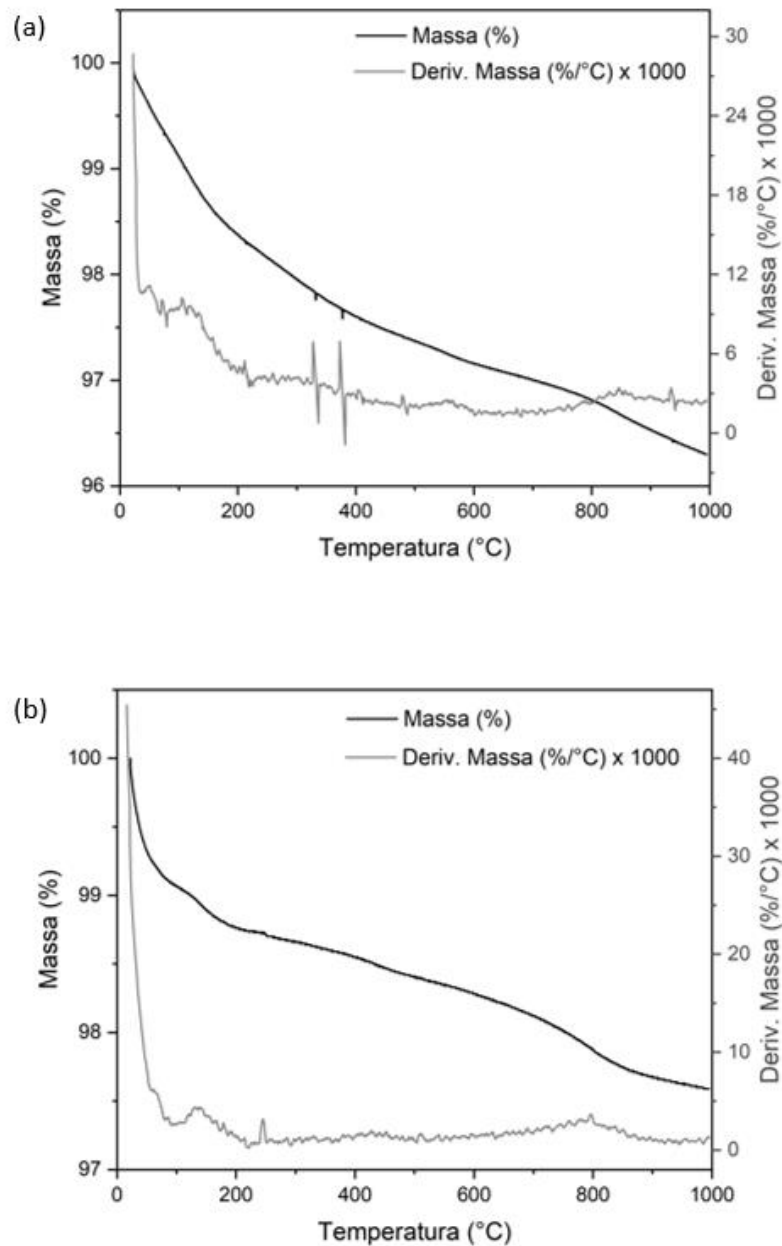 (a)
Massa (%)
Deriv. Massa (%/°C) x 1000
100
99
98
97
96
Massa (%)
30
24
18
12
6
0
Deriv. Massa (%/°C) x 1000
0 200 400 600 800 1000
Temperatura (°C)
(b)
Massa (%)
Deriv. Massa (%/°C) x 1000
100
99
98
97
Massa (%)
40
30
20
10
0
Deriv. Massa (%/°C) x 1000
0 200 400 600 800 1000
Temperatura (°C)